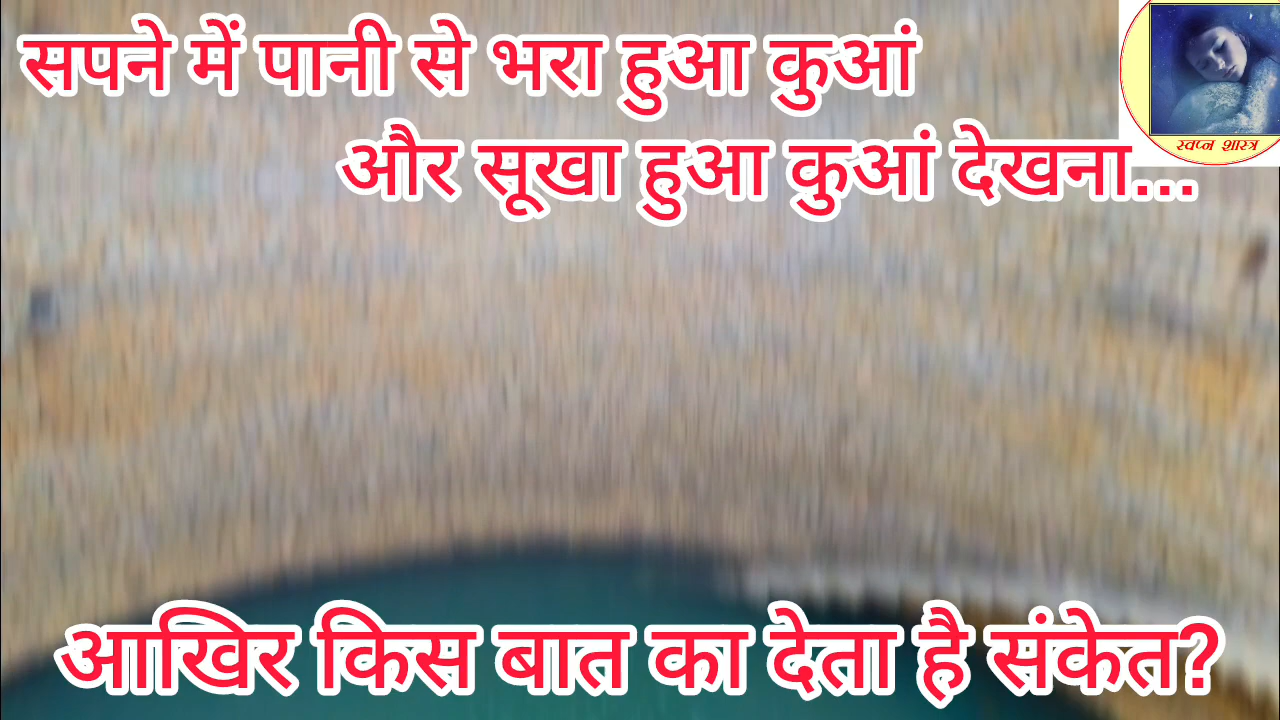 सपने में पानी से भरा हुआ कुआं
और सूखा हुआ कुआं देखना...
स्वप्न शास्त्र
आखिर किस बात का देता है संकेत?